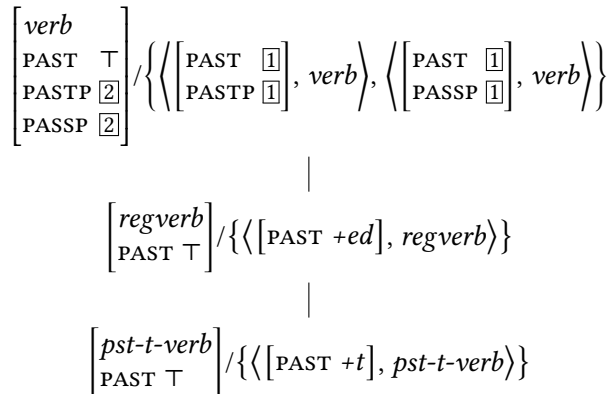 verb
PAST ⊤
PASTP 2
PASSP 2
/{⟨[PAST 1
PASTP 1], verb⟩, ⟨[PAST 1
PASSP 1], verb⟩}
[regverb
PAST ⊤]/{⟨[PAST +ed], regverb⟩}
[pst-t-verb
PAST ⊤]/{⟨[PAST +t], pst-t-verb⟩}